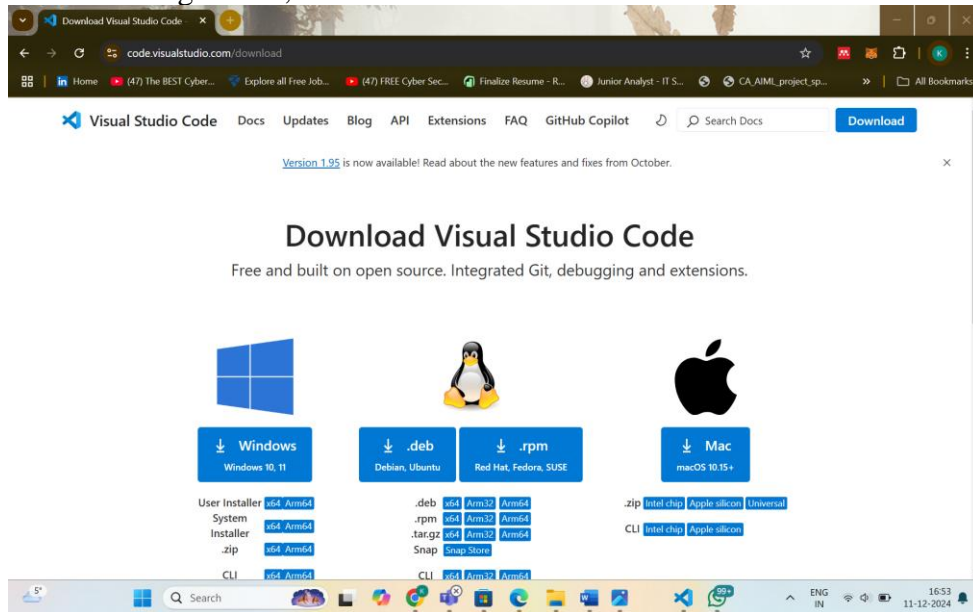 Download Visual Studio Code -
code.visualstudio.com/download
Home (47) The BEST Cyber... Explore all Free Job... (47) FREE Cyber Sec... Finalize Resume - R... Junior Analyst - IT S... CA_AIML_project_sp... » All Bookmarks
Visual Studio Code Docs Updates Blog API Extensions FAQ GitHub Copilot Search Docs Download
Version 1.95 is now available! Read about the new features and fixes from October.
Download Visual Studio Code
Free and built on open source. Integrated Git, debugging and extensions.
Windows
Windows 10, 11
.deb
Debian, Ubuntu
.rpm
Red Hat, Fedora, SUSE
Mac
macOS 10.15+
User Installer x64 Arm64
System Installer x64 Arm64
.zip x64 Arm64
CLI x64 Arm64
.deb x64 Arm32 Arm64
.rpm x64 Arm32 Arm64
.tar.gz x64 Arm32 Arm64
Snap Snap Store
CLI x64 Arm32 Arm64
.zip Intel chip Apple silicon Universal
CLI Intel chip Apple silicon
5°
Search
99+
ENG
IN
16:53
11-12-2024